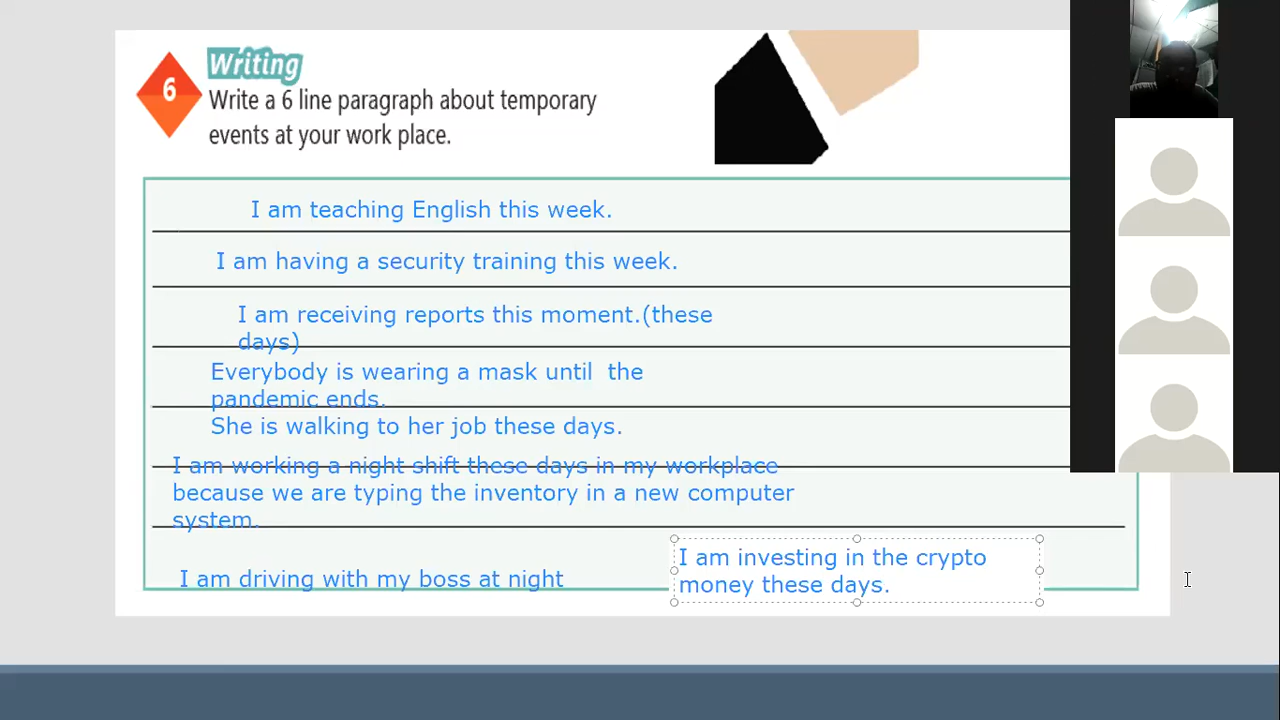 6
Writing
Write a 6 line paragraph about temporary
events at your work place.
I am teaching English this week.
I am having a security training this week.
I am receiving reports this moment.(these
days)
Everybody is wearing a mask until  the
pandemic ends.
She is walking to her job these days.
I am working a night shift these days in my workplace
because we are typing the inventory in a new computer
system.
I am driving with my boss at night
I am investing in the crypto
money these days.